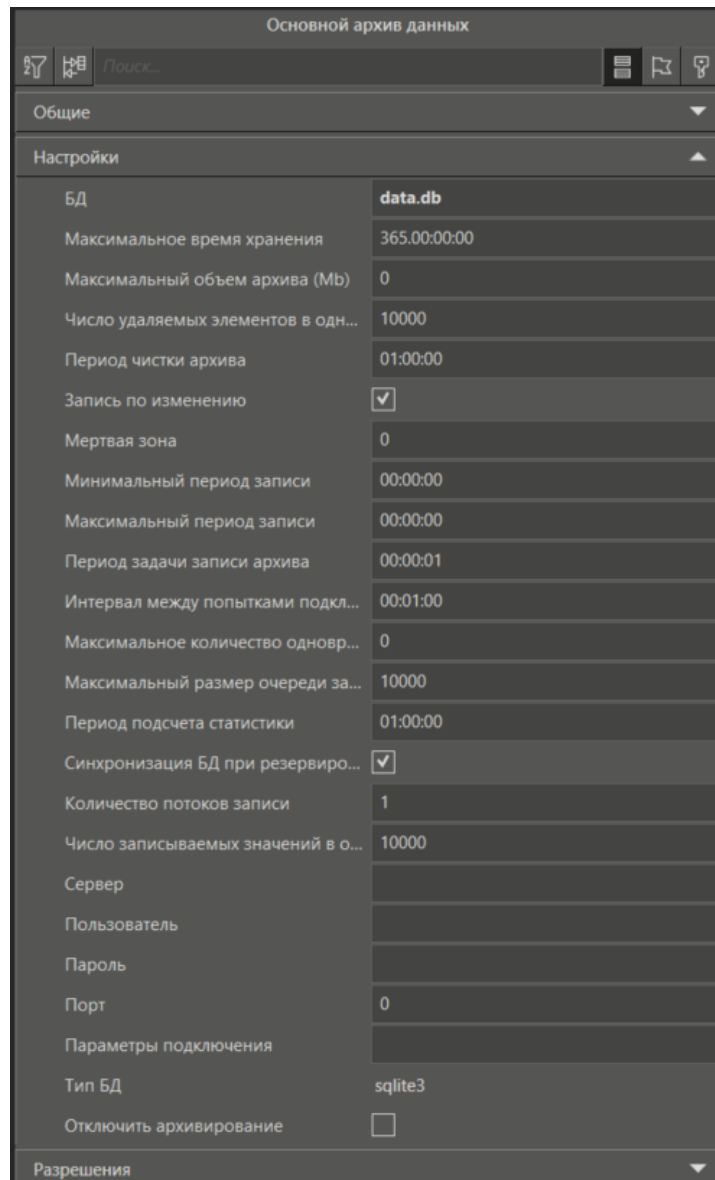 Основной архив данных
Поиск...
Общие
Настройки
БД data.db
Максимальное время хранения 365.00:00:00
Максимальный объем архива (Mb) 0
Число удаляемых элементов в одн... 10000
Период чистки архива 01:00:00
Запись по изменению
Мертвая зона 0
Минимальный период записи 00:00:00
Максимальный период записи 00:00:00
Период задачи записи архива 00:00:01
Интервал между попытками подкл... 00:01:00
Максимальное количество одновр... 0
Максимальный размер очереди за... 10000
Период подсчета статистики 01:00:00
Синхронизация БД при резервиро...
Количество потоков записи 1
Число записываемых значений в о... 10000
Сервер
Пользователь
Пароль
Порт 0
Параметры подключения
Тип БД sqlite3
Отключить архивирование
Разрешения